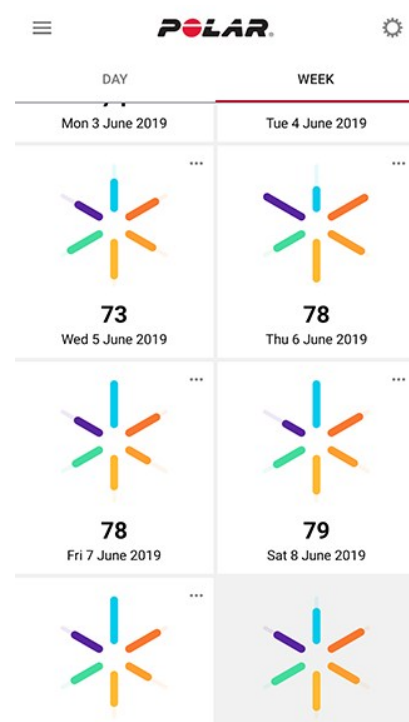 POLAR
DAY WEEK
Mon 3 June 2019 Tue 4 June 2019
73 78
Wed 5 June 2019 Thu 6 June 2019
78 79
Fri 7 June 2019 Sat 8 June 2019